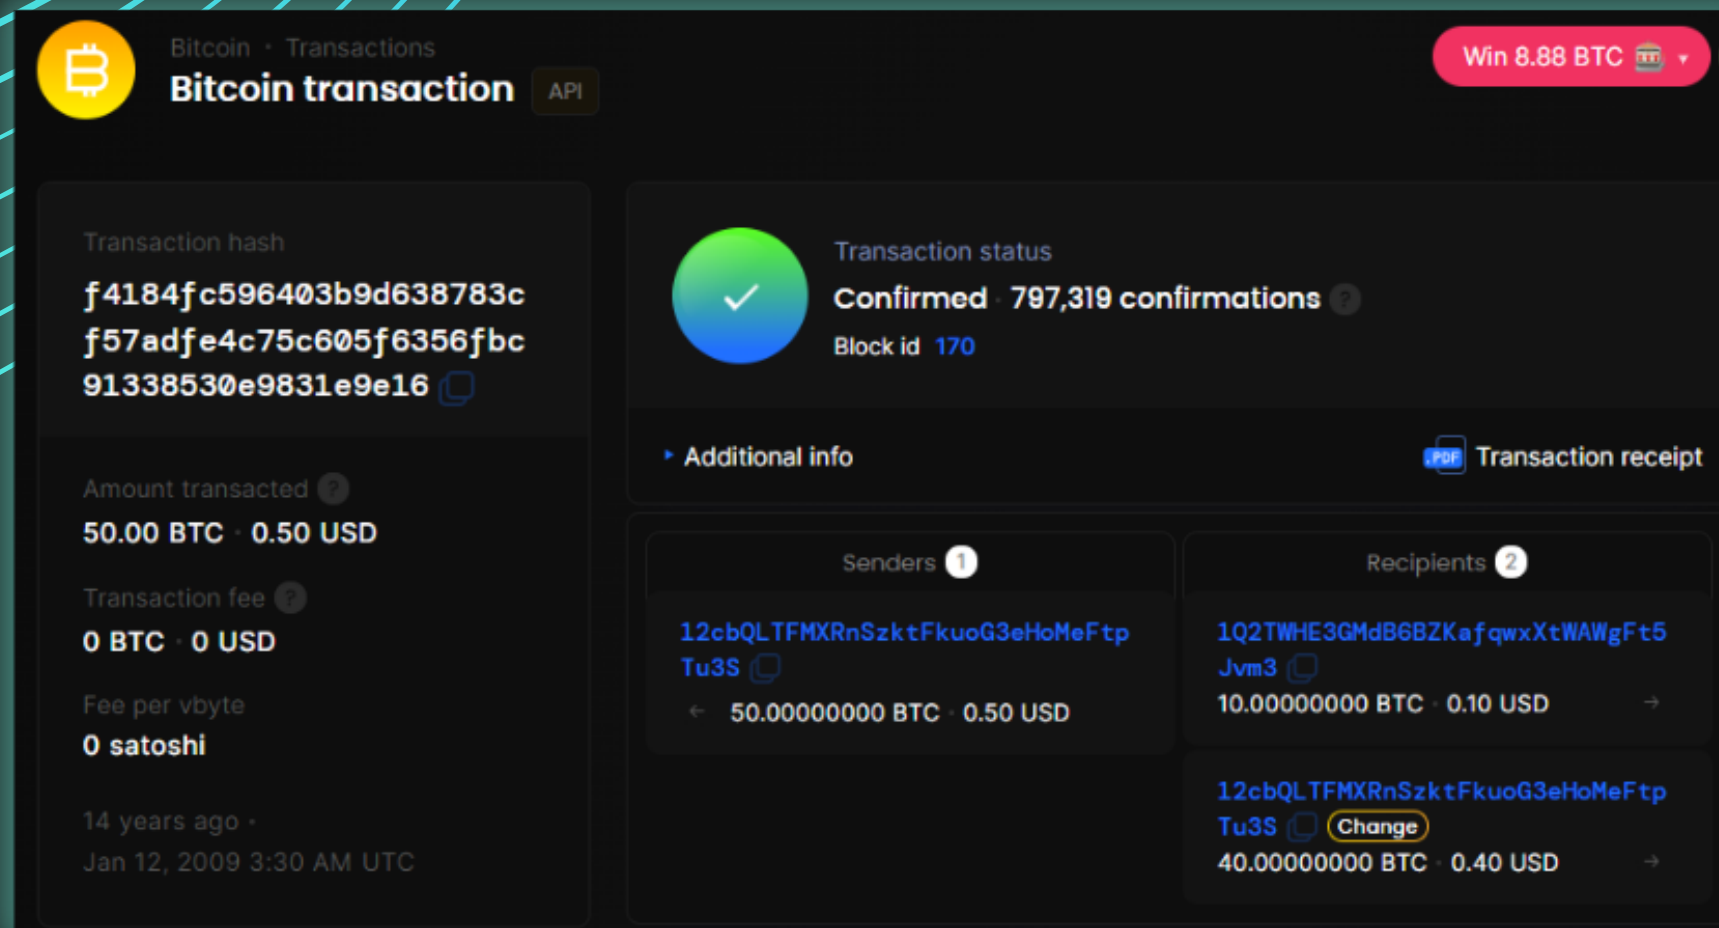 Bitcoin · Transactions
Bitcoin transaction API
Win 8.88 BTC
Transaction hash
f4184fc596403b9d638783c
f57adfe4c75c605f6356fbc
91338530e9831e9e16
Amount transacted ?
50.00 BTC · 0.50 USD
Transaction fee ?
0 BTC · 0 USD
Fee per vbyte
0 satoshi
14 years ago ·
Jan 12, 2009 3:30 AM UTC
Transaction status
Confirmed · 797,319 confirmations ?
Block id 170
Additional info
.PDF Transaction receipt
Senders 1
12cbQLTFMXRnSzktFkuoG3eHoMeFtp
Tu3S
50.00000000 BTC · 0.50 USD
Recipients 2
1Q2TWHE3GMdB6BZKafqwxXtWAWgFt5
Jvm3
10.00000000 BTC · 0.10 USD
12cbQLTFMXRnSzktFkuoG3eHoMeFtp
Tu3S Change
40.00000000 BTC · 0.40 USD